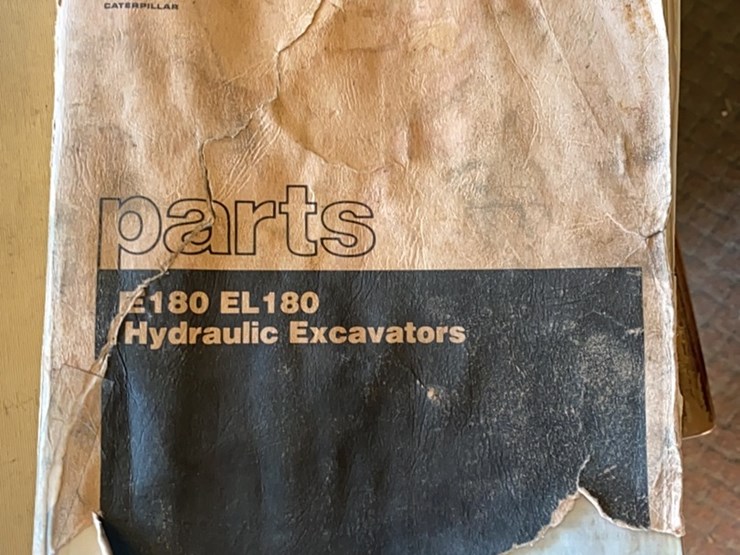 CATERPILLAR
parts
E180 EL180
Hydraulic Excavators